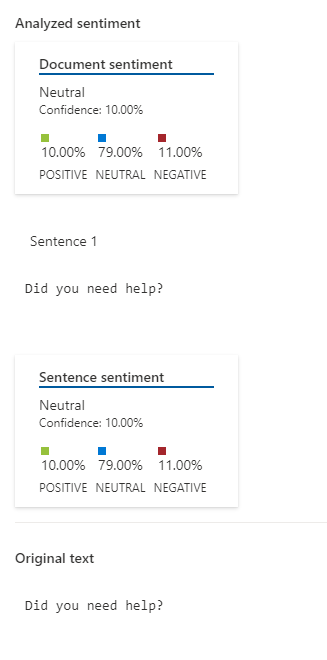 Analyzed sentiment
Document sentiment
Neutral
Confidence: 10.00%
10.00% 79.00% 11.00%
POSITIVE NEUTRAL NEGATIVE
Sentence 1
Did you need help?
Sentence sentiment
Neutral
Confidence: 10.00%
10.00% 79.00% 11.00%
POSITIVE NEUTRAL NEGATIVE
Original text
Did you need help?